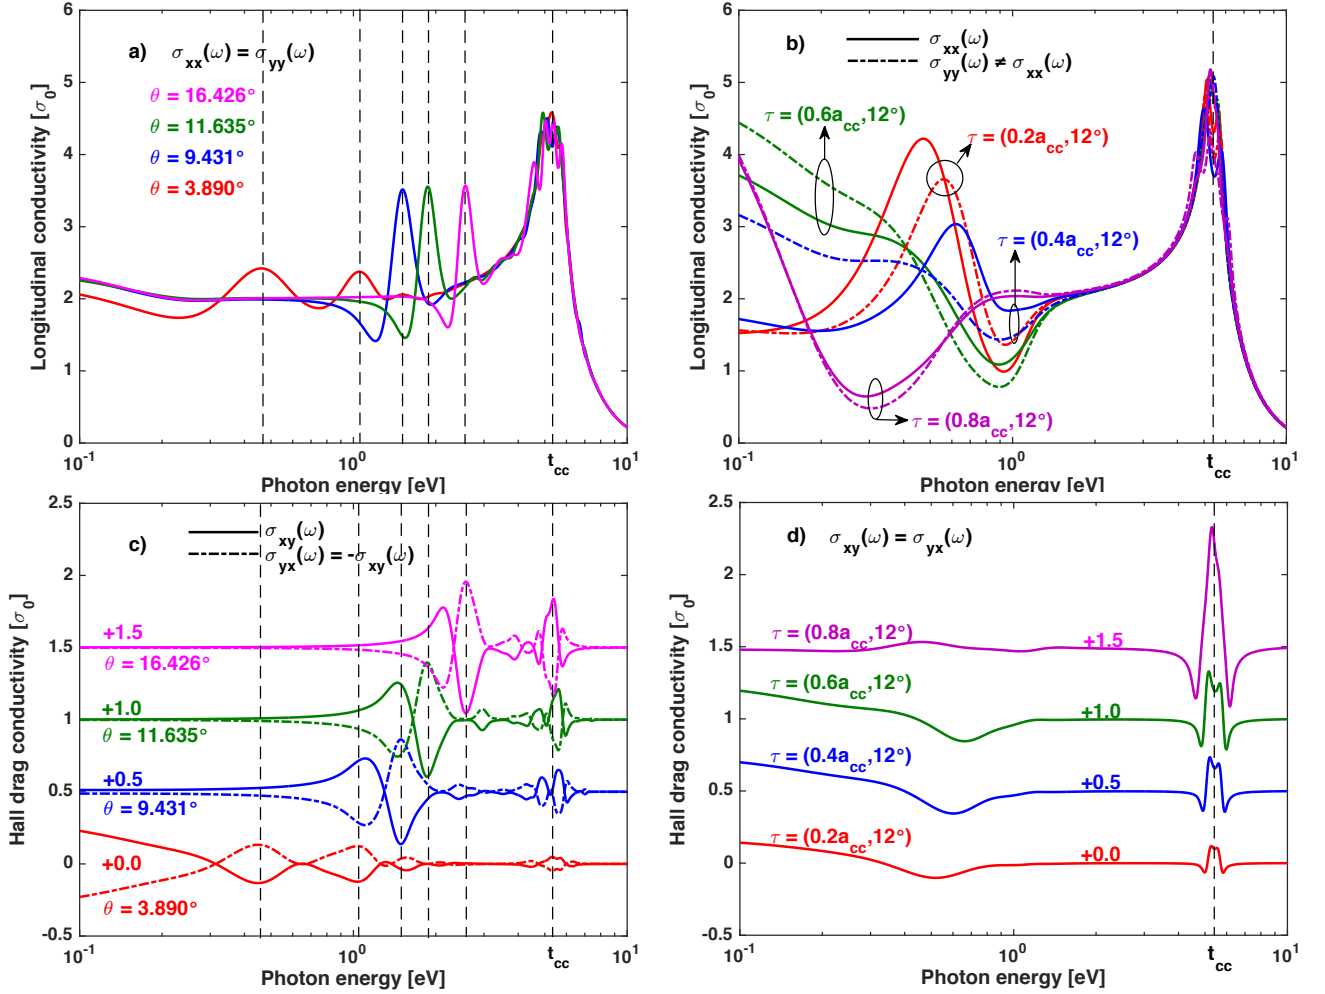 6
5
4
3
2
1
0
Longitudinal conductivity [σ0]
a) σxx(ω) = σyy(ω)
θ = 16.426°
θ = 11.635°
θ = 9.431°
θ = 3.890°
10-1
100
tcc
101
Photon energy [eV]
6
5
4
3
2
1
0
Longitudinal conductivity [σ0]
b)
σxx(ω)
σyy(ω) ≠ σxx(ω)
τ = (0.6acc,12°)
τ = (0.2acc,12°)
τ = (0.4acc,12°)
τ = (0.8acc,12°)
10-1
100
tcc
101
Photon energy [eV]
2.5
2
1.5
1
0.5
0
-0.5
Hall drag conductivity [σ0]
c)
σxy(ω)
σyx(ω) = -σxy(ω)
+1.5
θ = 16.426°
+1.0
θ = 11.635°
+0.5
θ = 9.431°
+0.0
θ = 3.890°
10-1
100
tcc
101
Photon energy [eV]
2.5
2
1.5
1
0.5
0
-0.5
Hall drag conductivity [σ0]
d) σxy(ω) = σyx(ω)
τ = (0.8acc,12°)
+1.5
τ = (0.6acc,12°)
+1.0
τ = (0.4acc,12°)
+0.5
τ = (0.2acc,12°)
+0.0
10-1
100
tcc
101
Photon energy [eV]